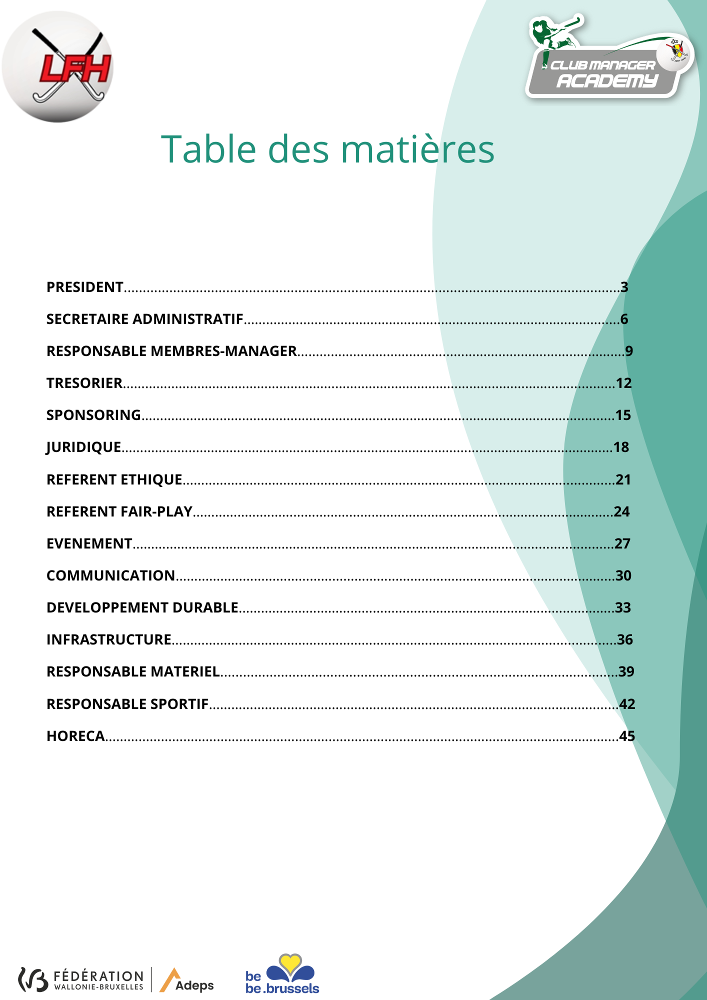 LFH
CLUB MANAGER
ACADEMY
Table des matières
PRESIDENT...................................................................................................................................3
SECRETAIRE ADMINISTRATIF...................................................................................................6
RESPONSABLE MEMBRES-MANAGER.......................................................................................9
TRESORIER..................................................................................................................................12
SPONSORING.............................................................................................................................15
JURIDIQUE..................................................................................................................................18
REFERENT ETHIQUE..................................................................................................................21
REFERENT FAIR-PLAY...............................................................................................................24
EVENEMENT...............................................................................................................................27
COMMUNICATION....................................................................................................................30
DEVELOPPEMENT DURABLE...................................................................................................33
INFRASTRUCTURE.....................................................................................................................36
RESPONSABLE MATERIEL.........................................................................................................39
RESPONSABLE SPORTIF............................................................................................................42
HORECA.......................................................................................................................................45
FÉDÉRATION
WALLONIE-BRUXELLES
Adeps
be
be.brussels